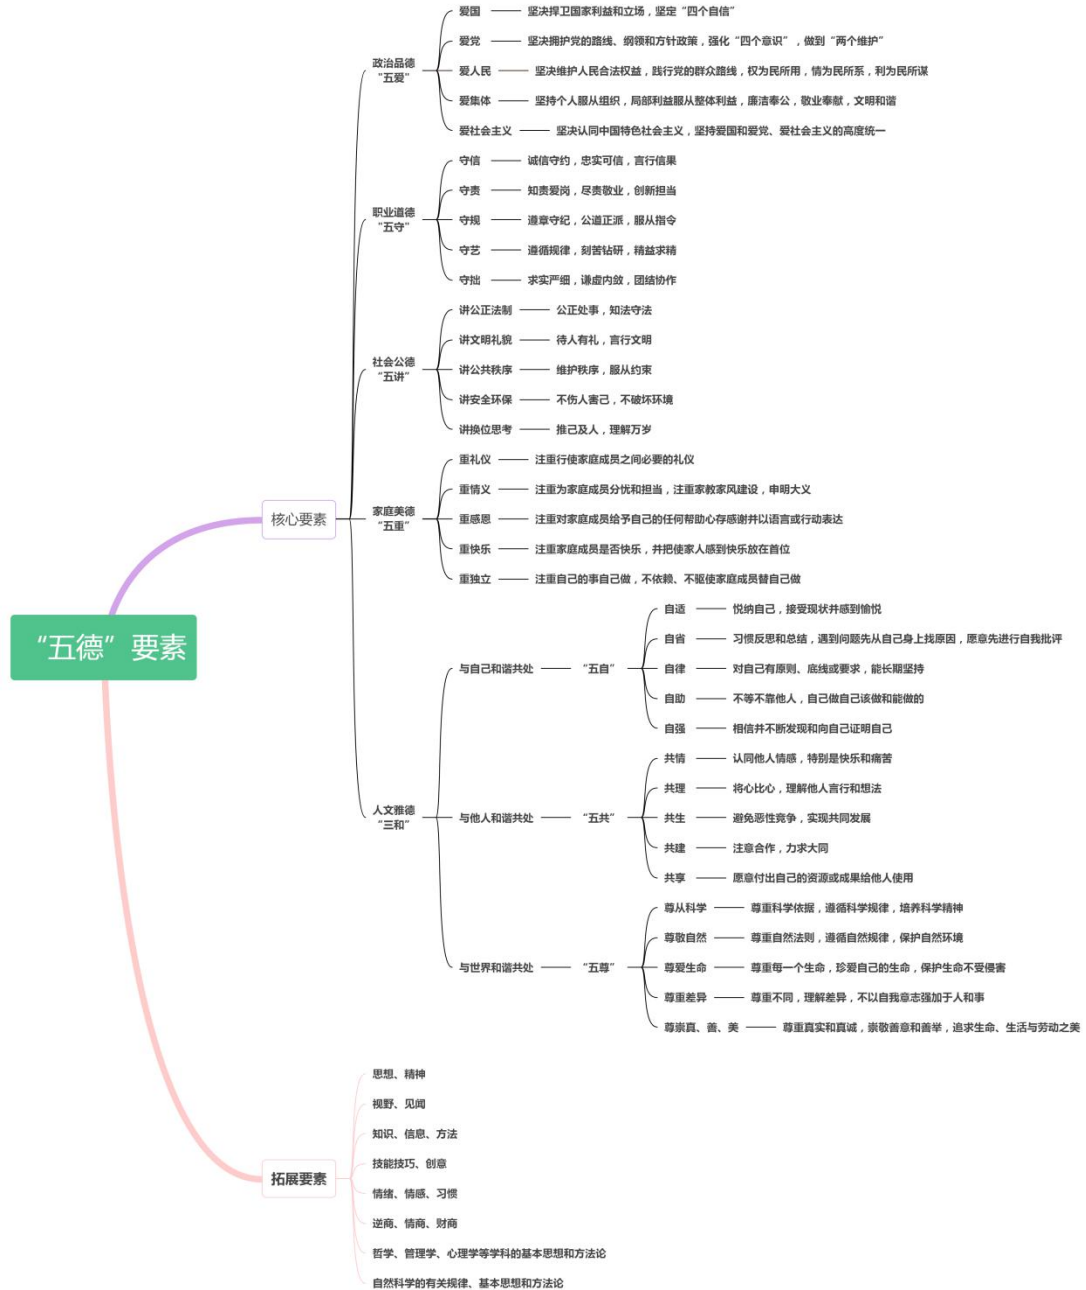 “五德”要素
核心要素
政治品德
“五爱”
爱国 坚决捍卫国家利益和立场，坚定“四个自信”
爱党 坚决拥护党的路线、纲领和方针政策，强化“四个意识”，做到“两个维护”
爱人民 坚决维护人民合法权益，践行党的群众路线，权为民所用，情为民所系，利为民所谋
爱集体 坚持个人服从组织，局部利益服从整体利益，廉洁奉公，敬业奉献，文明和谐
爱社会主义 坚决认同中国特色社会主义，坚持爱国和爱党、爱社会主义的高度统一
职业道德
“五守”
守信 诚信守约，忠实可信，言行信果
守责 知责爱岗，尽责敬业，创新担当
守规 遵章守纪，公道正派，服从指令
守艺 遵循规律，刻苦钻研，精益求精
守拙 求实严细，谦虚内敛，团结协作
社会公德
“五讲”
讲公正法制 公正处事，知法守法
讲文明礼貌 待人有礼，言行文明
讲公共秩序 维护秩序，服从约束
讲安全环保 不伤人害己，不破坏环境
讲换位思考 推己及人，理解万岁
家庭美德
“五重”
重礼仪 注重行使家庭成员之间必要的礼仪
重情义 注重为家庭成员分忧和担当，注重家教家风建设，申明大义
重感恩 注重对家庭成员给予自己的任何帮助心存感谢并以语言或行动表达
重快乐 注重家庭成员是否快乐，并把使家人感到快乐放在首位
重独立 注重自己的事自己做，不依赖、不驱使家庭成员替自己做
人文雅德
“三和”
与自己和谐共处 “五自”
自适 悦纳自己，接受现状并感到愉悦
自省 习惯反思和总结，遇到问题先从自己身上找原因，愿意先进行自我批评
自律 对自己有原则、底线或要求，能长期坚持
自助 不等不靠他人，自己做自己该做和能做的
自强 相信并不断发现和向自己证明自己
与他人和谐共处 “五共”
共情 认同他人情感，特别是快乐和痛苦
共理 将心比心，理解他人言行和想法
共生 避免恶性竞争，实现共同发展
共建 注意合作，力求大同
共享 愿意付出自己的资源或成果给他人使用
与世界和谐共处 “五尊”
尊从科学 尊重科学依据，遵循科学规律，培养科学精神
尊敬自然 尊重自然法则，遵循自然规律，保护自然环境
尊爱生命 尊重每一个生命，珍爱自己的生命，保护生命不受侵害
尊重差异 尊重不同，理解差异，不以自我意志强加于人和事
尊崇真、善、美 尊重真实和真诚，崇敬善意和善举，追求生命、生活与劳动之美
拓展要素
思想、精神
视野、见闻
知识、信息、方法
技能技巧、创意
情绪、情感、习惯
逆商、情商、财商
哲学、管理学、心理学等学科的基本思想和方法论
自然科学的有关规律、基本思想和方法论